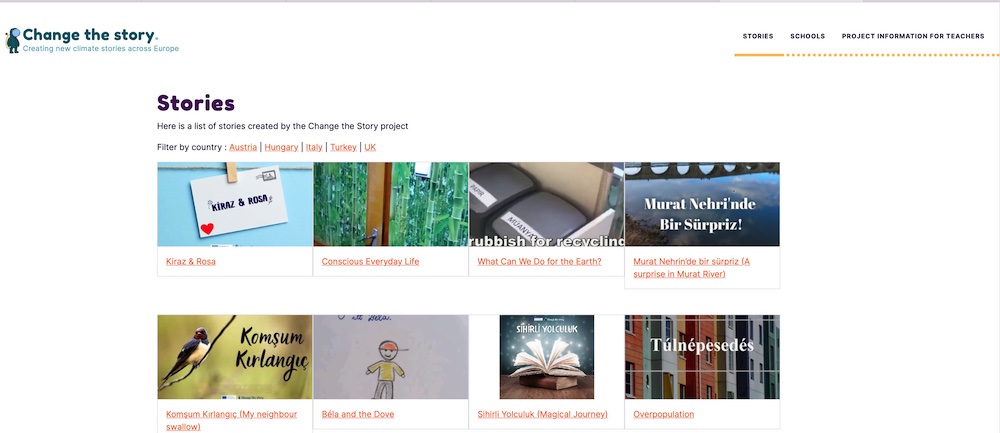 Change the story.
Creating new climate stories across Europe
STORIES SCHOOLS PROJECT INFORMATION FOR TEACHERS
Stories
Here is a list of stories created by the Change the Story project
Filter by country : Austria | Hungary | Italy | Turkey | UK
KİRAZ & ROSA
PAPIR
MŰANYAG
rubbish for recycling
Murat Nehri'nde
Bir Sürpriz!
Kiraz & Rosa
Conscious Everyday Life
What Can We Do for the Earth?
Murat Nehrin'de bir sürpriz (A
surprise in Murat River)
Komşum
Kırlangıç
SİHİRLİ YOLCULUK
Túlnépesedés
Komşum Kırlangıç (My neighbour
swallow)
Béla and the Dove
Sihirli Yolculuk (Magical Journey)
Overpopulation